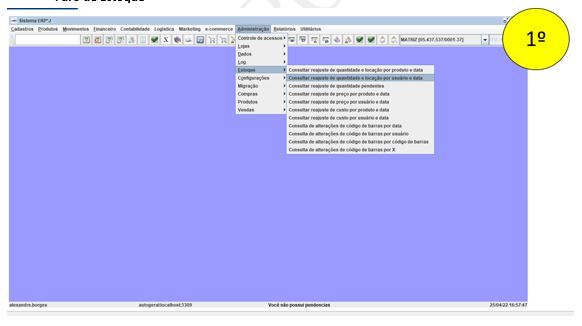 Sistema ERP*J
Cadastros Produtos Movimentos Financeiro Contabilidade Logística Marketing e-commerce Administração Relatórios Utilitários
1º
Controle de acessos
MATRIZ [05.437.537/0001-37]
Lojas
Dados
Log
Estoque
Consultar reajuste de quantidade e locação por produto e data
Configurações
Consultar reajuste de quantidade e locação por usuário e data
Migração
Consultar reajuste de quantidade pendentes
Compras
Consultar reajuste de preço por produto e data
Produtos
Consultar reajuste de preço por usuário e data
Vendas
Consultar reajuste de custo por produto e data
Consultar reajuste de custo por usuário e data
Consulta de alterações de código de barras por data
Consulta de alterações de código de barras por usuário
Consulta de alterações de código de barras por código de barras
Consulta de alterações de código de barras por X
alexandre.borges
autogeral:localhost:3309
Você não possui pendencias
25/04/22 16:57:47